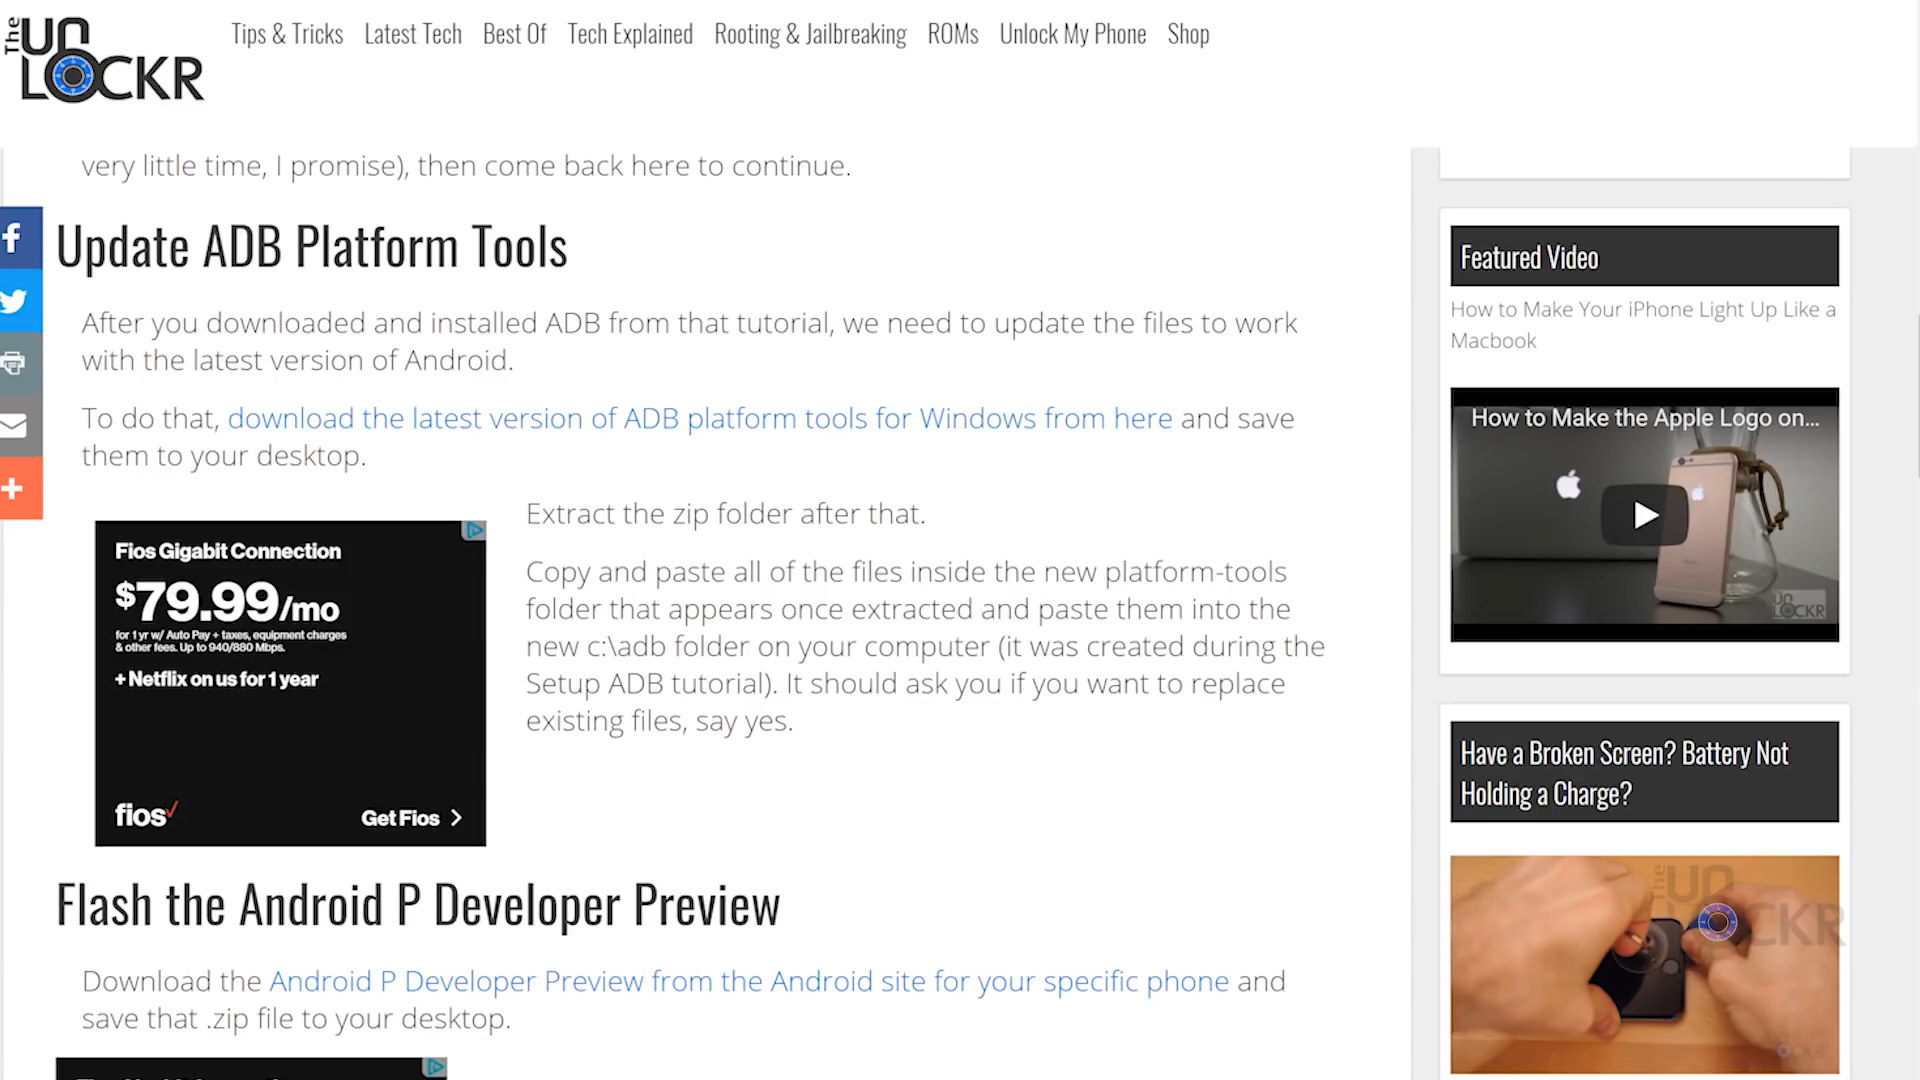 The
UN
LOCKR
Tips & Tricks
Latest Tech
Best Of
Tech Explained
Rooting & Jailbreaking
ROMs
Unlock My Phone
Shop
very little time, I promise), then come back here to continue.
Update ADB Platform Tools
After you downloaded and installed ADB from that tutorial, we need to update the files to work
with the latest version of Android.
To do that, download the latest version of ADB platform tools for Windows from here and save
them to your desktop.
Extract the zip folder after that.
Copy and paste all of the files inside the new platform-tools
folder that appears once extracted and paste them into the
new c:\adb folder on your computer (it was created during the
Setup ADB tutorial). It should ask you if you want to replace
existing files, say yes.
Fios Gigabit Connection
$79.99/mo
for 1 yr w/ Auto Pay + taxes, equipment charges
& other fees. Up to 940/880 Mbps.
+ Netflix on us for 1 year
fios
Get Fios
Flash the Android P Developer Preview
Download the Android P Developer Preview from the Android site for your specific phone and
save that .zip file to your desktop.
Featured Video
How to Make Your iPhone Light Up Like a
Macbook
How to Make the Apple Logo on...
UN
LOCKR
Have a Broken Screen? Battery Not
Holding a Charge?
The
UN
LOCKR